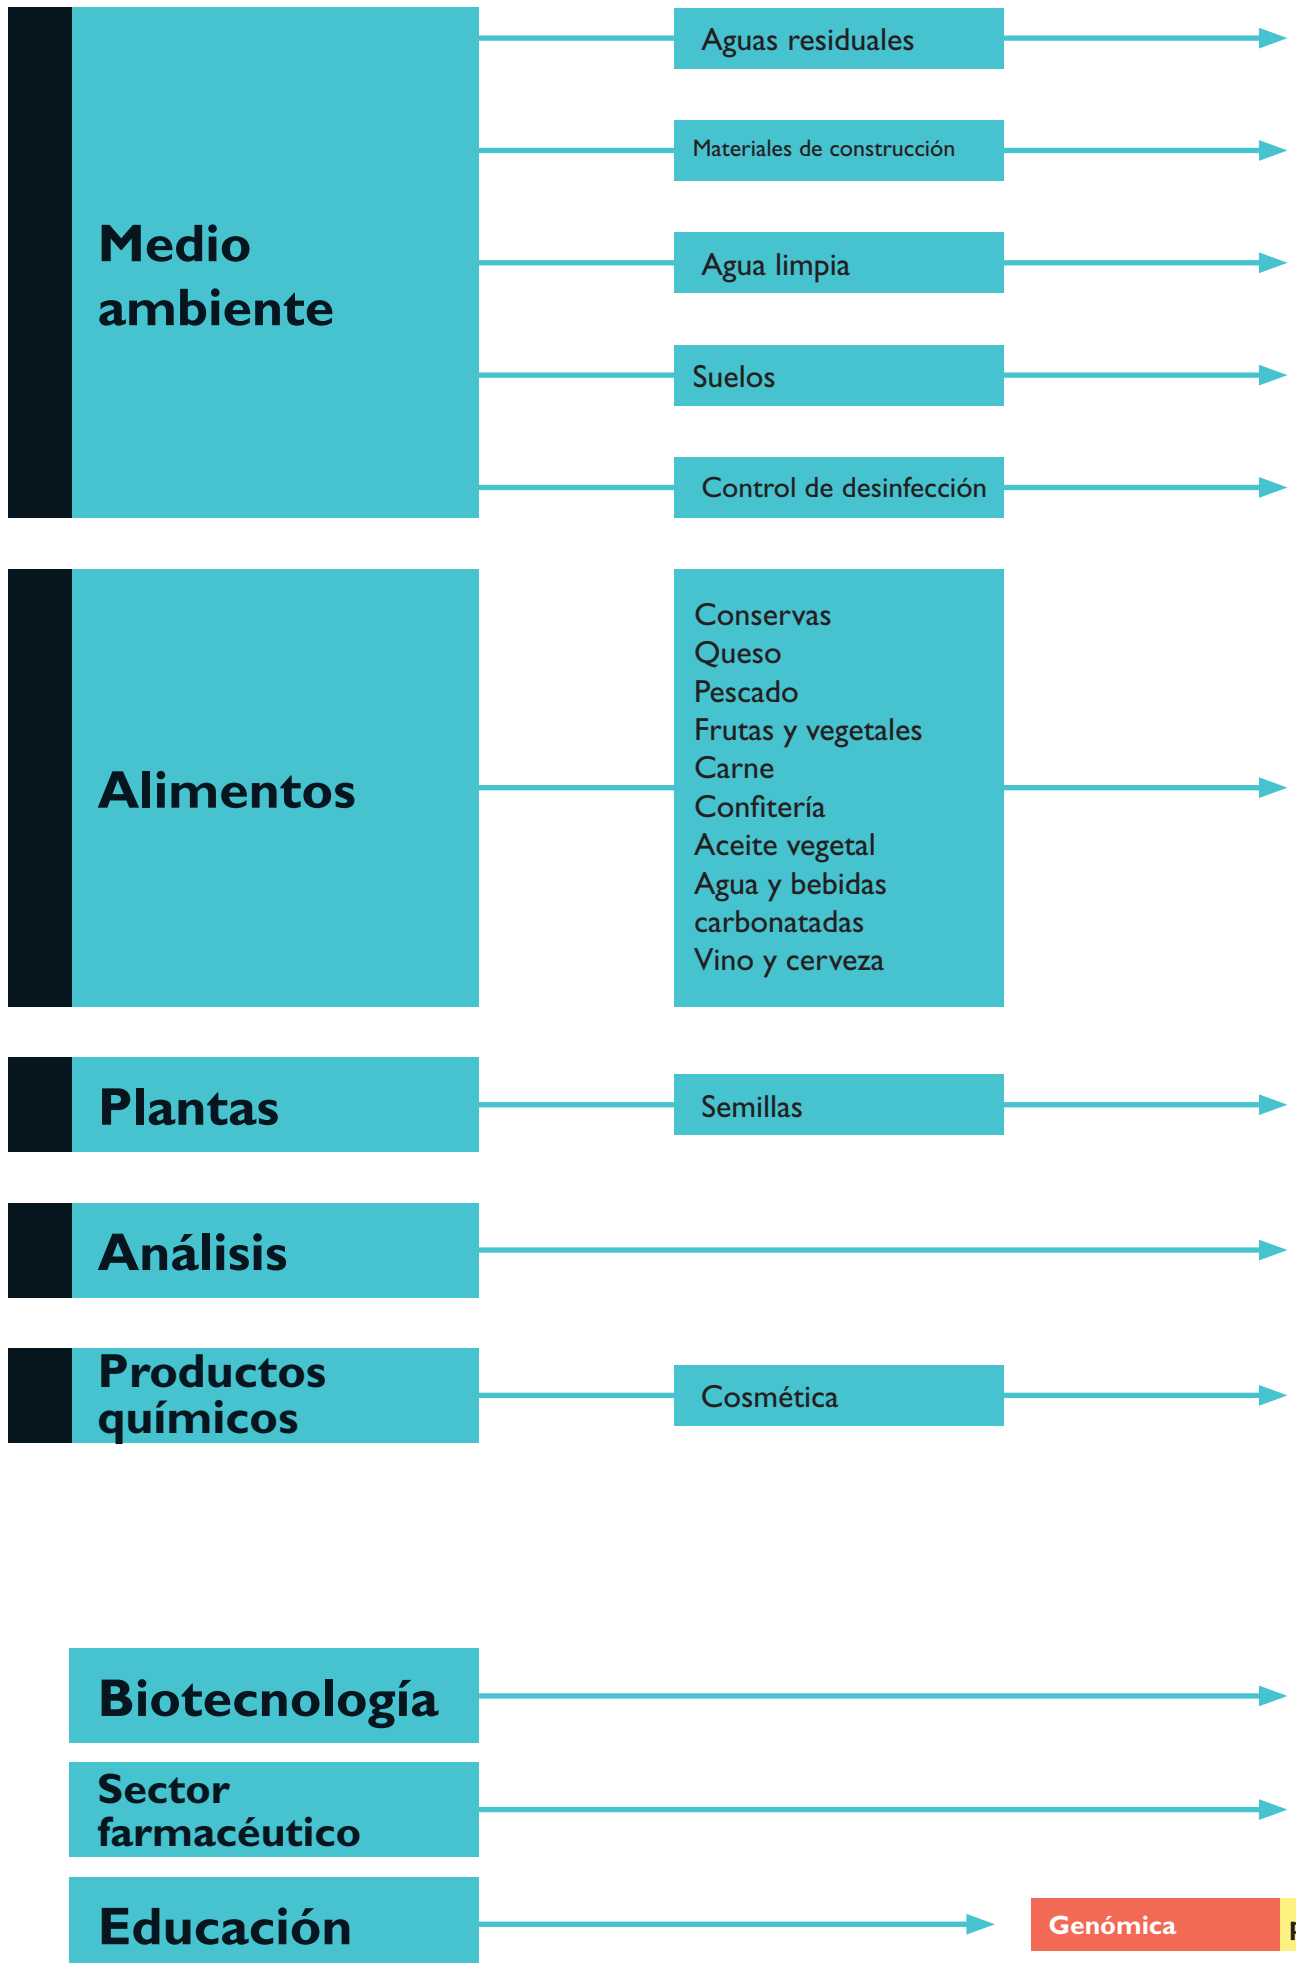 Aguas residuales
Materiales de construcción
Medio
ambiente
Agua limpia
Suelos
Control de desinfección
Alimentos
Conservas
Queso
Pescado
Frutas y vegetales
Carne
Confitería
Aceite vegetal
Agua y bebidas
carbonatadas
Vino y cerveza
Plantas
Semillas
Análisis
Productos
químicos
Cosmética
Biotecnología
Sector
farmacéutico
Educación
Genómica